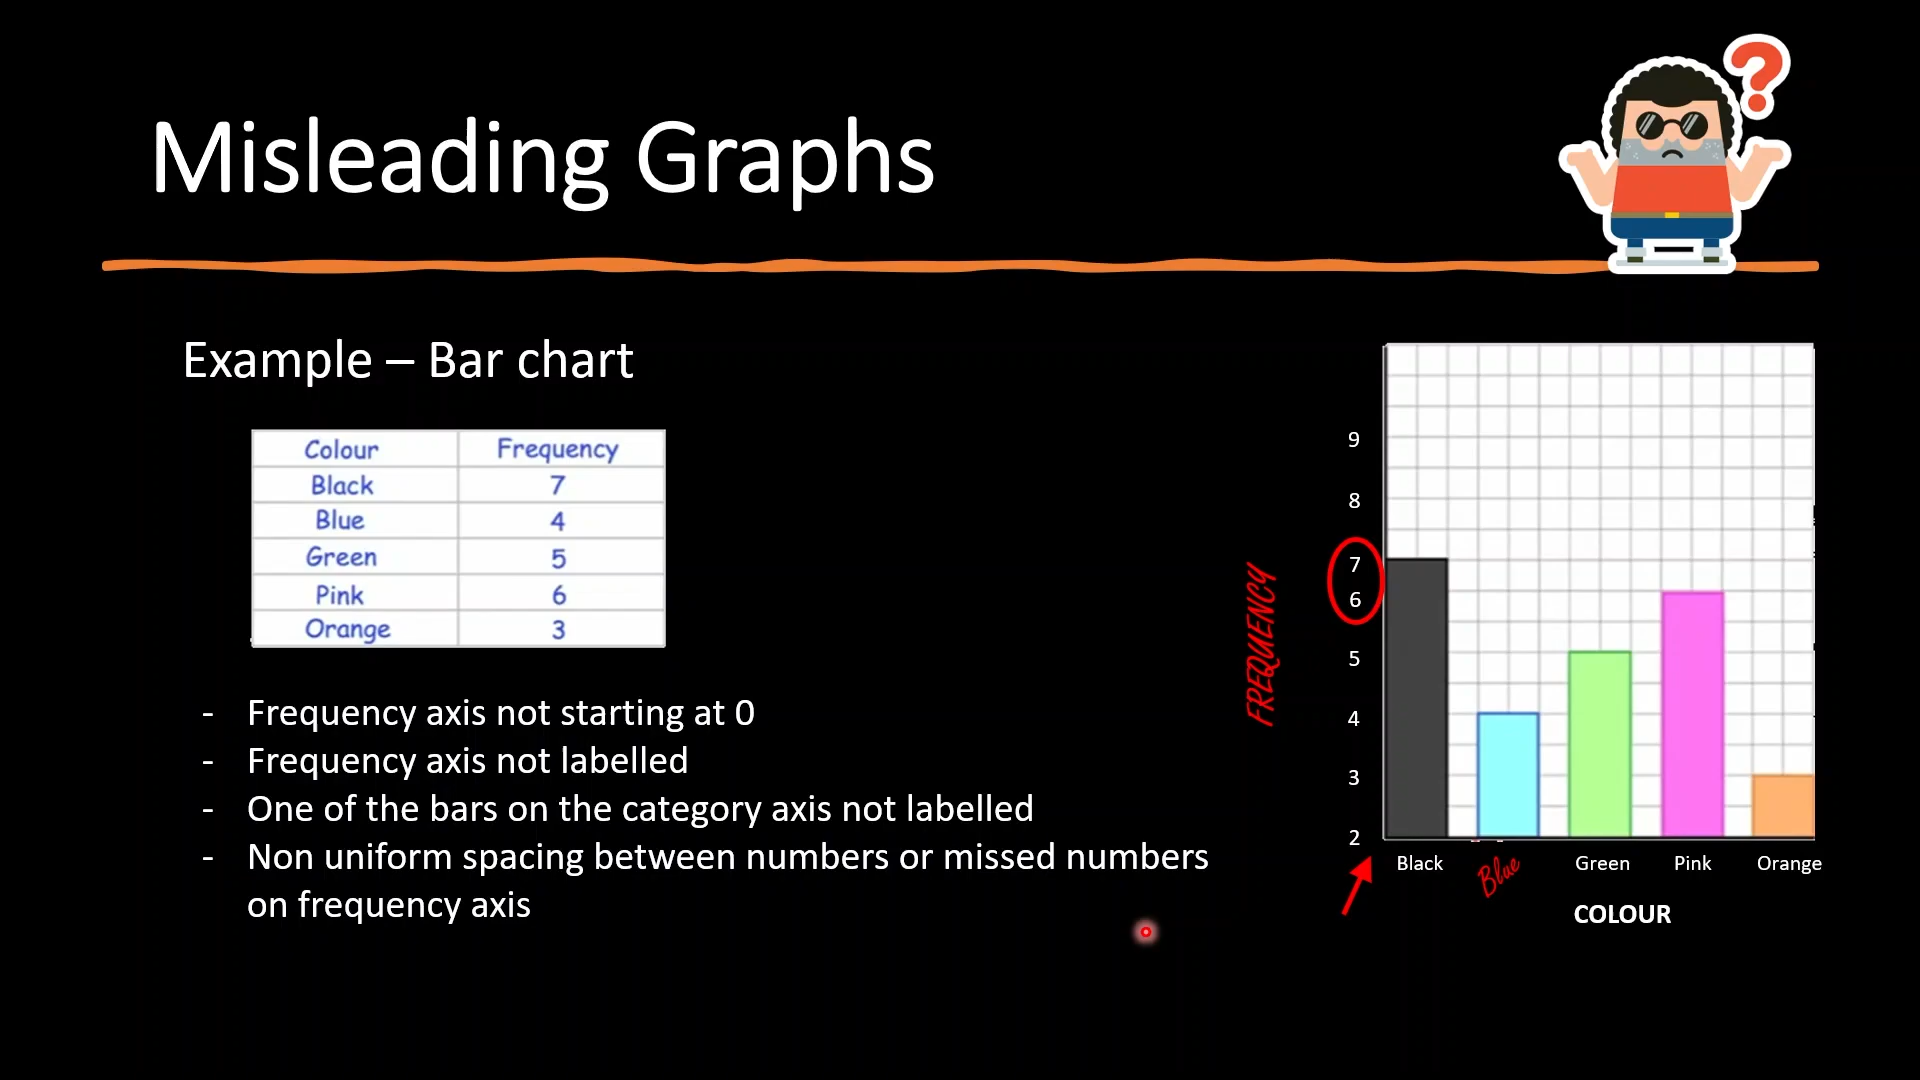 ?
Misleading Graphs
Example – Bar chart
Colour Frequency
Black 7
Blue 4
Green 5
Pink 6
Orange 3
- Frequency axis not starting at 0
- Frequency axis not labelled
- One of the bars on the category axis not labelled
- Non uniform spacing between numbers or missed numbers
on frequency axis
FREQUENCY
9
8
7
6
5
4
3
2
Black Blue Green Pink Orange
COLOUR